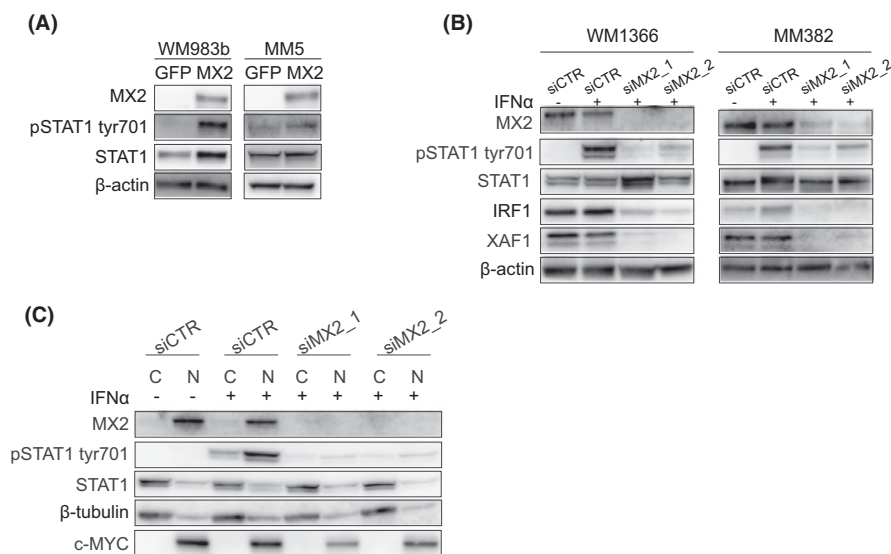 (A)
WM983b MM5
GFP MX2 GFP MX2
MX2
pSTAT1 tyr701
STAT1
β-actin
(B)
WM1366 MM382
siCTR siCTR siMX2_1 siMX2_2 siCTR siCTR siMX2_1 siMX2_2
IFNα - + + + - + + +
MX2
pSTAT1 tyr701
STAT1
IRF1
XAF1
β-actin
(C)
siCTR siCTR siMX2_1 siMX2_2
C N C N C N C N
IFNα - - + + + + + +
MX2
pSTAT1 tyr701
STAT1
β-tubulin
c-MYC